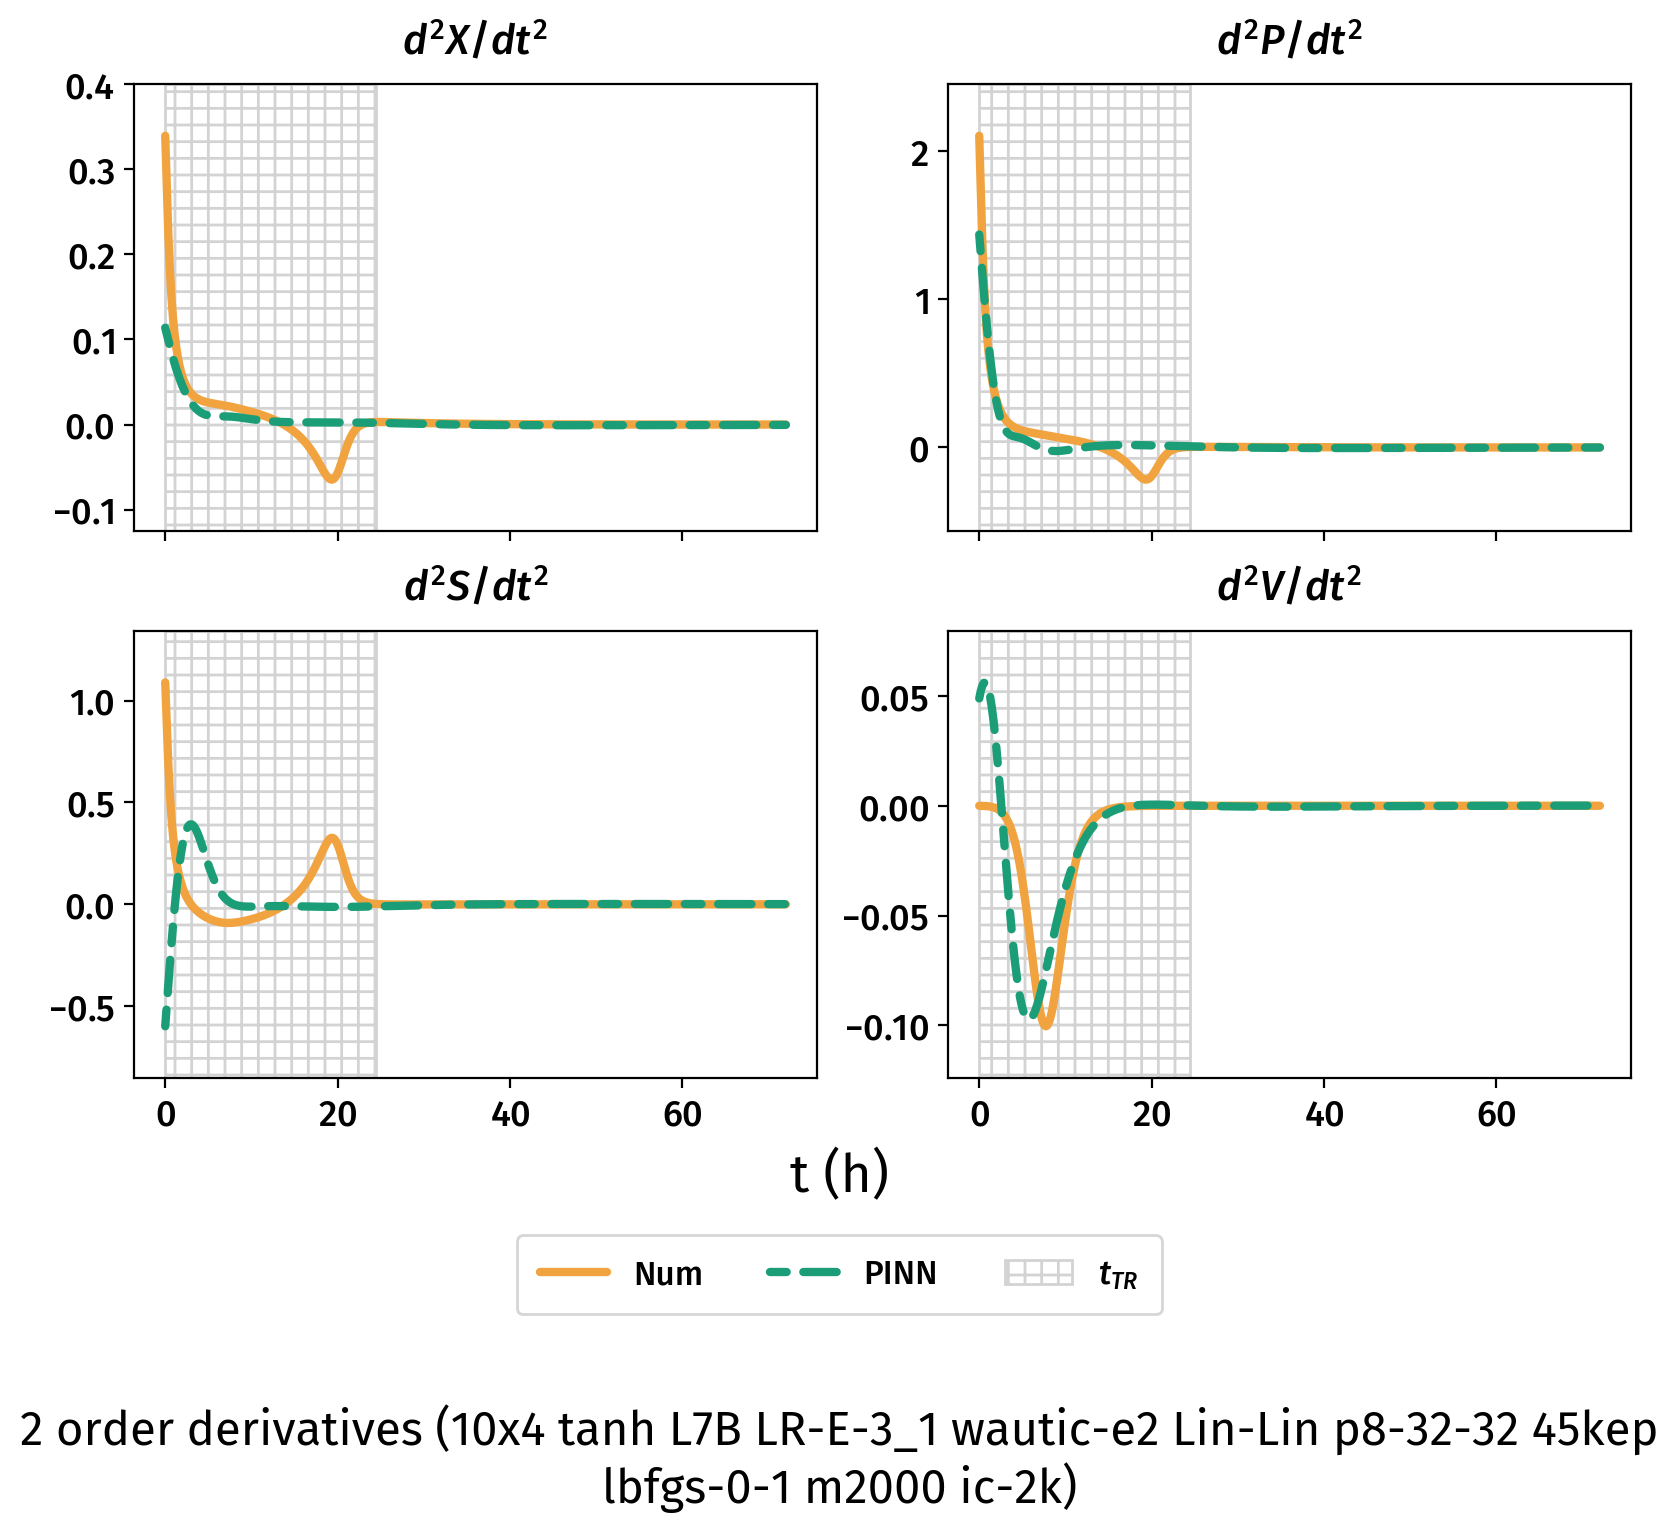 d²X/dt²
d²P/dt²
0.4
0.3
0.2
0.1
0.0
−0.1
2
1
0
d²S/dt²
d²V/dt²
1.0
0.5
0.0
−0.5
0.05
0.00
−0.05
−0.10
0 20 40 60
0 20 40 60
t (h)
Num PINN t_TR
2 order derivatives (10x4 tanh L7B LR-E-3_1 wautic-e2 Lin-Lin p8-32-32 45kep
lbfgs-0-1 m2000 ic-2k)